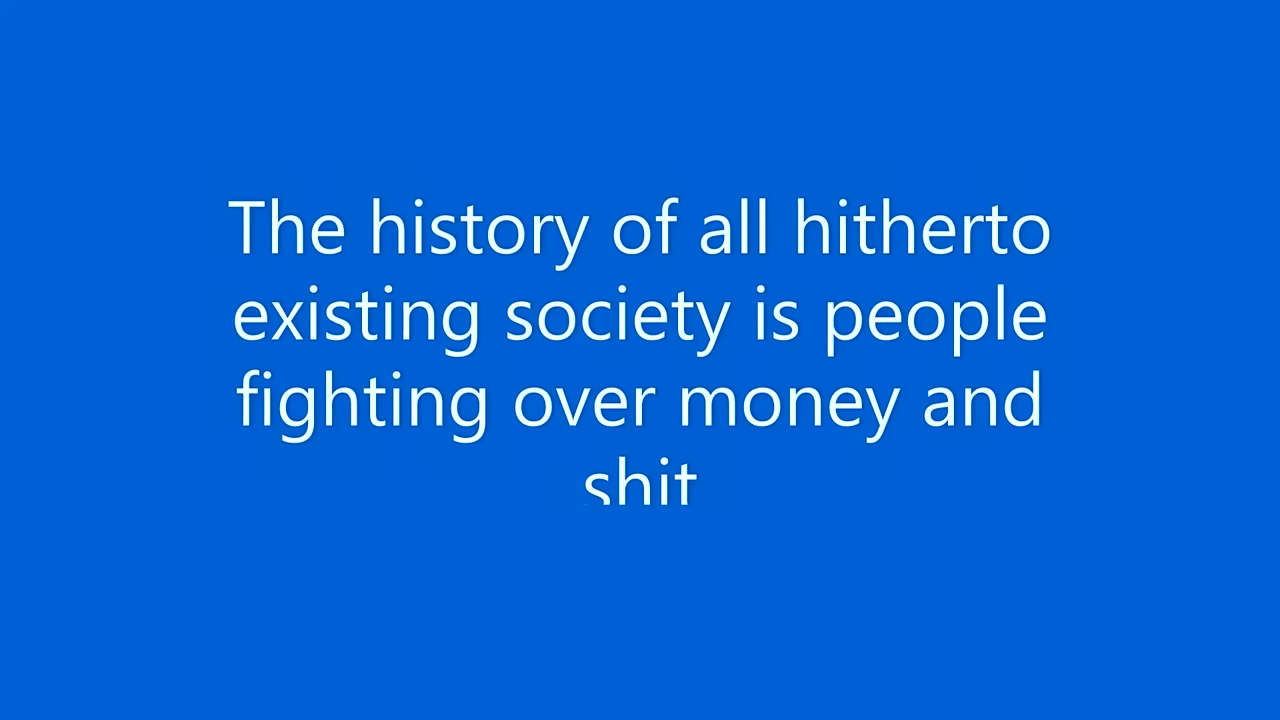 The history of all hitherto
existing society is people
fighting over money and
shit